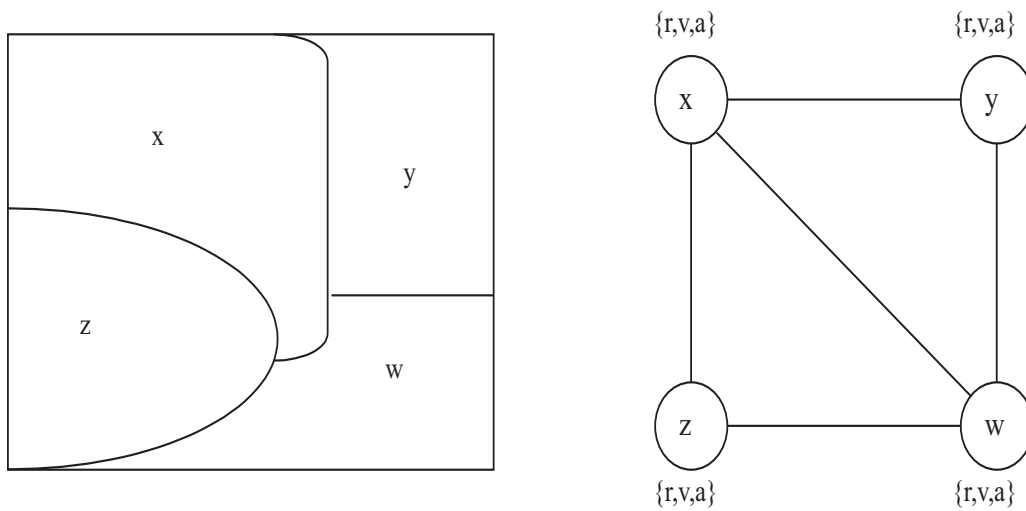 x
y
z
w
{r,v,a} {r,v,a}
x y
z w
{r,v,a} {r,v,a}